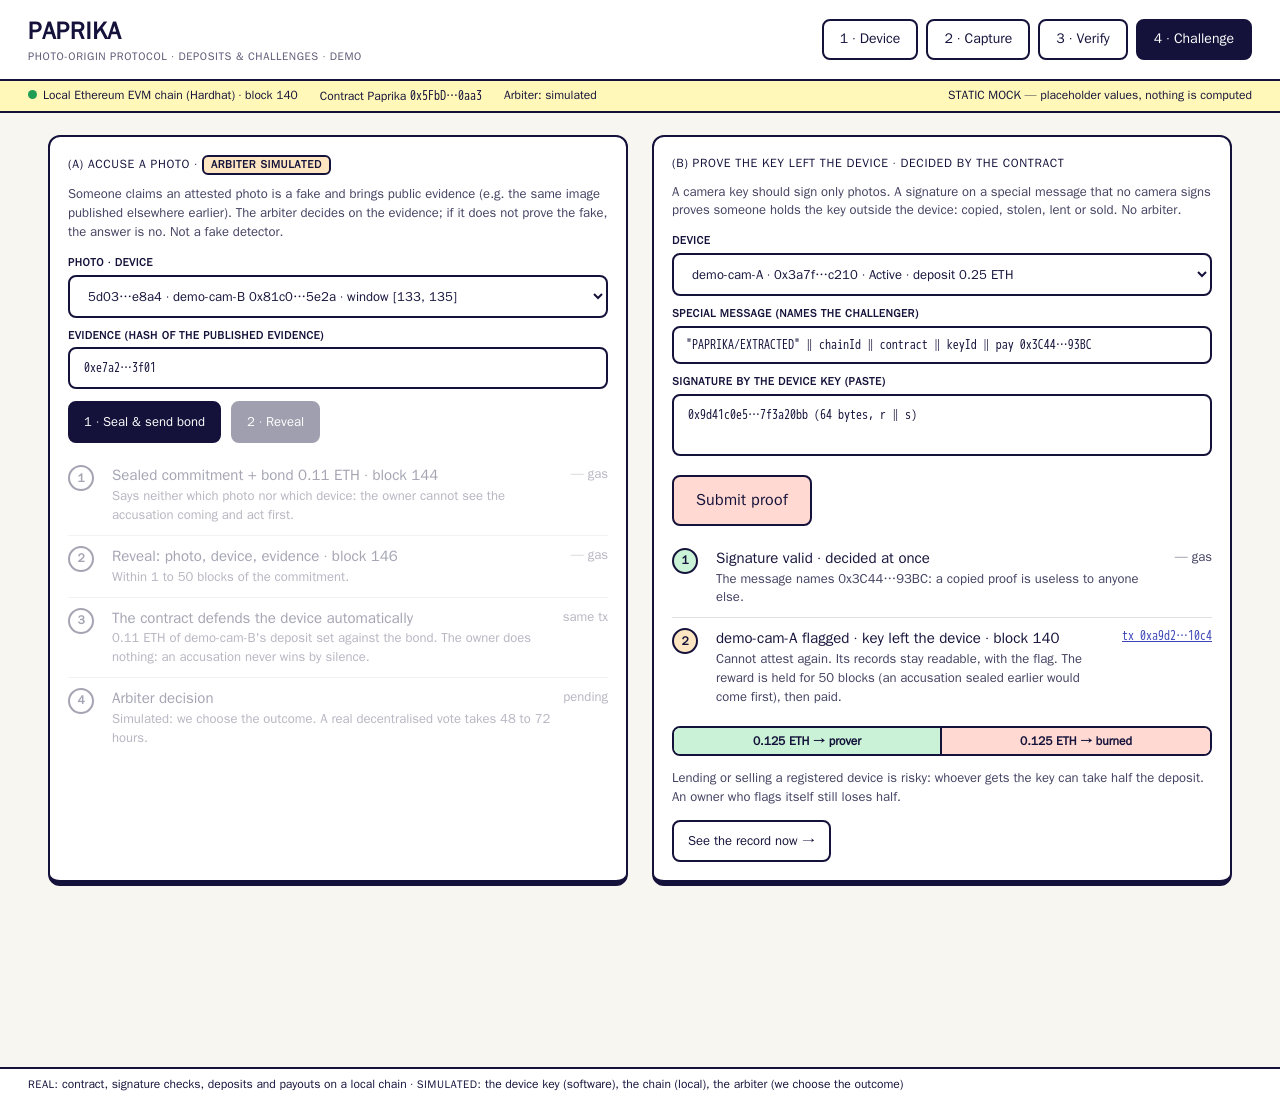 PAPRIKA
PHOTO-ORIGIN PROTOCOL · DEPOSITS & CHALLENGES · DEMO
1 · Device
2 · Capture
3 · Verify
4 · Challenge
Local Ethereum EVM chain (Hardhat) · block 140
Contract Paprika 0x5FbD···0aa3
Arbiter: simulated
STATIC MOCK — placeholder values, nothing is computed
(A) ACCUSE A PHOTO · ARBITER SIMULATED
Someone claims an attested photo is a fake and brings public evidence (e.g. the same image
published elsewhere earlier). The arbiter decides on the evidence; if it does not prove the fake,
the answer is no. Not a fake detector.
PHOTO · DEVICE
5d03···e8a4 · demo-cam-B 0x81c0···5e2a · window [133, 135]
EVIDENCE (HASH OF THE PUBLISHED EVIDENCE)
0xe7a2···3f01
1 · Seal & send bond
2 · Reveal
1
Sealed commitment + bond 0.11 ETH · block 144
— gas
Says neither which photo nor which device: the owner cannot see the
accusation coming and act first.
2
Reveal: photo, device, evidence · block 146
— gas
Within 1 to 50 blocks of the commitment.
3
The contract defends the device automatically
same tx
0.11 ETH of demo-cam-B's deposit set against the bond. The owner does
nothing: an accusation never wins by silence.
4
Arbiter decision
pending
Simulated: we choose the outcome. A real decentralised vote takes 48 to 72
hours.
(B) PROVE THE KEY LEFT THE DEVICE · DECIDED BY THE CONTRACT
A camera key should sign only photos. A signature on a special message that no camera signs
proves someone holds the key outside the device: copied, stolen, lent or sold. No arbiter.
DEVICE
demo-cam-A · 0x3a7f···c210 · Active · deposit 0.25 ETH
SPECIAL MESSAGE (NAMES THE CHALLENGER)
"PAPRIKA/EXTRACTED" ‖ chainId ‖ contract ‖ keyId ‖ pay 0x3C44···93BC
SIGNATURE BY THE DEVICE KEY (PASTE)
0x9d41c0e5···7f3a20bb (64 bytes, r ‖ s)
Submit proof
1
Signature valid · decided at once
— gas
The message names 0x3C44···93BC: a copied proof is useless to anyone
else.
2
demo-cam-A flagged · key left the device · block 140
tx 0xa9d2···10c4
Cannot attest again. Its records stay readable, with the flag. The
reward is held for 50 blocks (an accusation sealed earlier would
come first), then paid.
0.125 ETH → prover
0.125 ETH → burned
Lending or selling a registered device is risky: whoever gets the key can take half the deposit.
An owner who flags itself still loses half.
See the record now →
REAL: contract, signature checks, deposits and payouts on a local chain · SIMULATED: the device key (software), the chain (local), the arbiter (we choose the outcome)